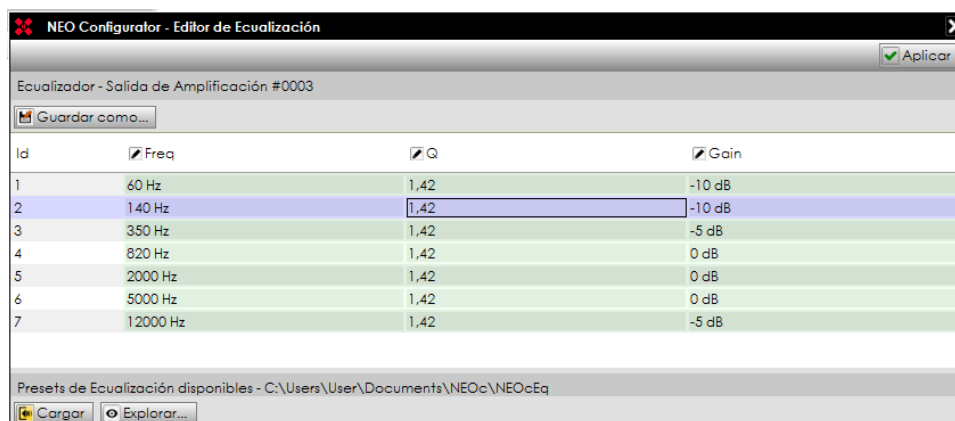 NEO Configurator - Editor de Ecualización
Aplicar
Ecualizador - Salida de Amplificación #0003
Guardar como...
Id Freq Q Gain
1 60 Hz 1,42 -10 dB
2 140 Hz 1,42 -10 dB
3 350 Hz 1,42 -5 dB
4 820 Hz 1,42 0 dB
5 2000 Hz 1,42 0 dB
6 5000 Hz 1,42 0 dB
7 12000 Hz 1,42 -5 dB
Presets de Ecualización disponibles - C:\Users\User\Documents\NEOc\NEOcEq
Cargar Explorar...